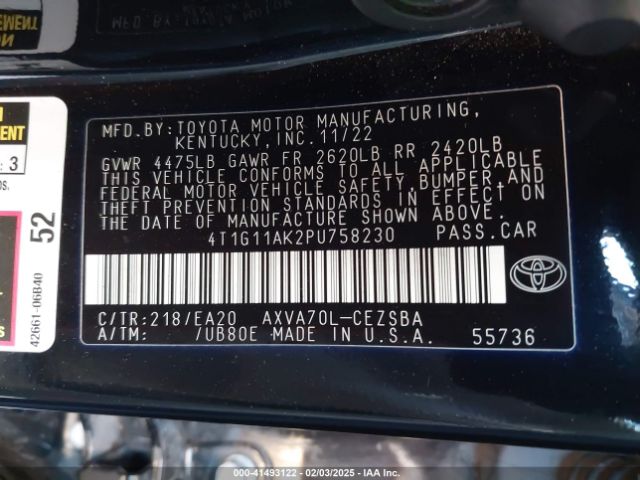 MFD.BY:TOYOTA MOTOR MANUFACTURING,
KENTUCKY, INC. 11/22
GVWR 4475LB GAWR FR 2620LB RR 2420LB
THIS VEHICLE CONFORMS TO ALL APPLICABLE
FEDERAL MOTOR VEHICLE SAFETY, BUMPER, AND
THEFT PREVENTION STANDARDS IN EFFECT ON
THE DATE OF MANUFACTURE SHOWN ABOVE.
4T1G11AK2PU758230 PASS.CAR
C/TR:218/EA20 AXVA70L-CEZSBA
A/TM: /UB80E MADE IN U.S.A. 55736
TOYOTA
52
42661-06B40
: 3
000-41493122 - 02/03/2025 - IAA Inc.